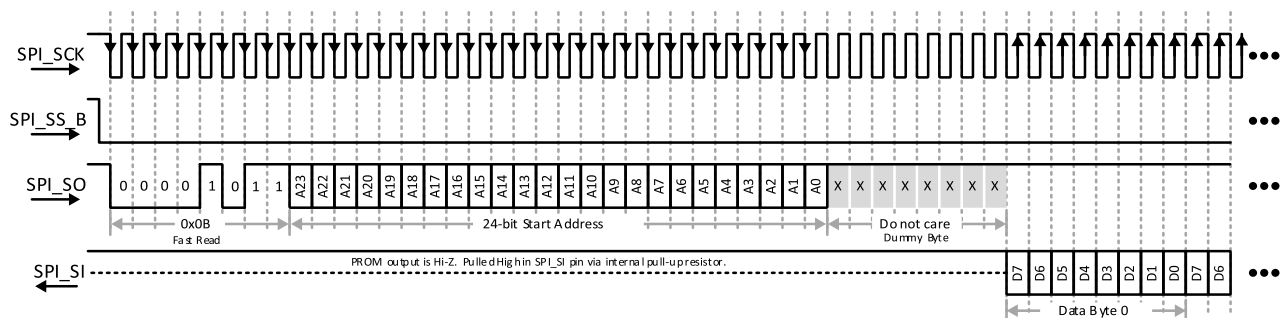 SPI_SCK
SPI_SS_B
SPI_SO
0 0 0 0 1 0 1 1 A23 A22 A21 A20 A19 A18 A17 A16 A15 A14 A13 A12 A11 A10 A9 A8 A7 A6 A5 A4 A3 A2 A1 A0 X X X X X X X X
0x0B 24-bit Start Address Do not care
Fast Read Dummy Byte
PROM output is Hi-Z. Pulled High in SPI_SI pin via internal pull-up resistor.
SPI_SI
D7 D6 D5 D4 D3 D2 D1 D0 D7 D6
Data Byte 0